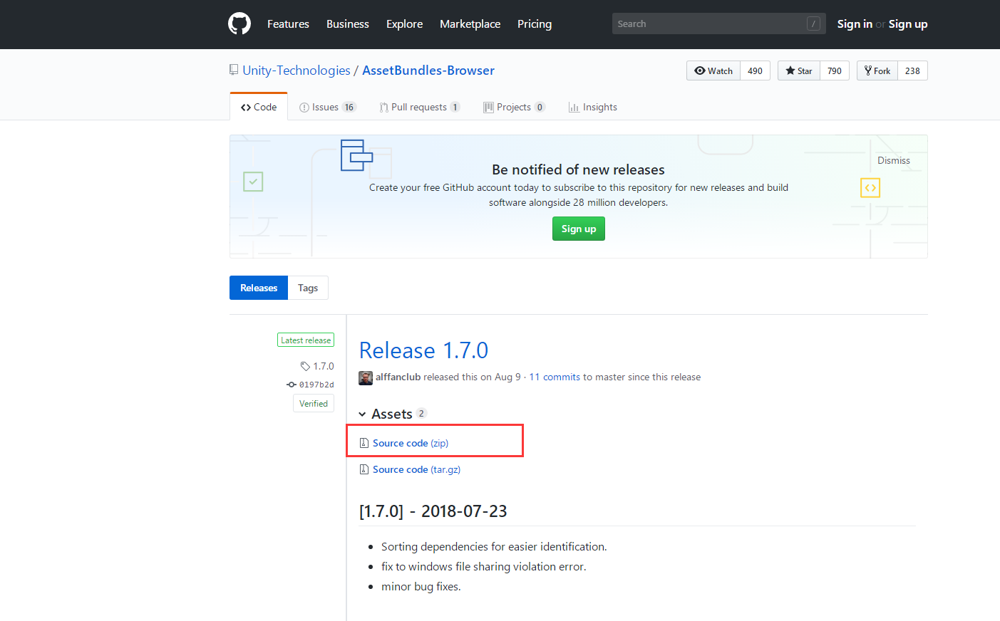 Features Business Explore Marketplace Pricing Search / Sign in or Sign up
Unity-Technologies / AssetBundles-Browser Watch 490 Star 790 Fork 238
Code Issues 16 Pull requests 1 Projects 0 Insights
Dismiss
Be notified of new releases
Create your free GitHub account today to subscribe to this repository for new releases and build
software alongside 28 million developers.
Sign up
Releases Tags
Latest release
1.7.0
0197b2d
Verified
Release 1.7.0
alffanclub released this on Aug 9 · 11 commits to master since this release
Assets 2
Source code (zip)
Source code (tar.gz)
[1.7.0] - 2018-07-23
• Sorting dependencies for easier identification.
• fix to windows file sharing violation error.
• minor bug fixes.